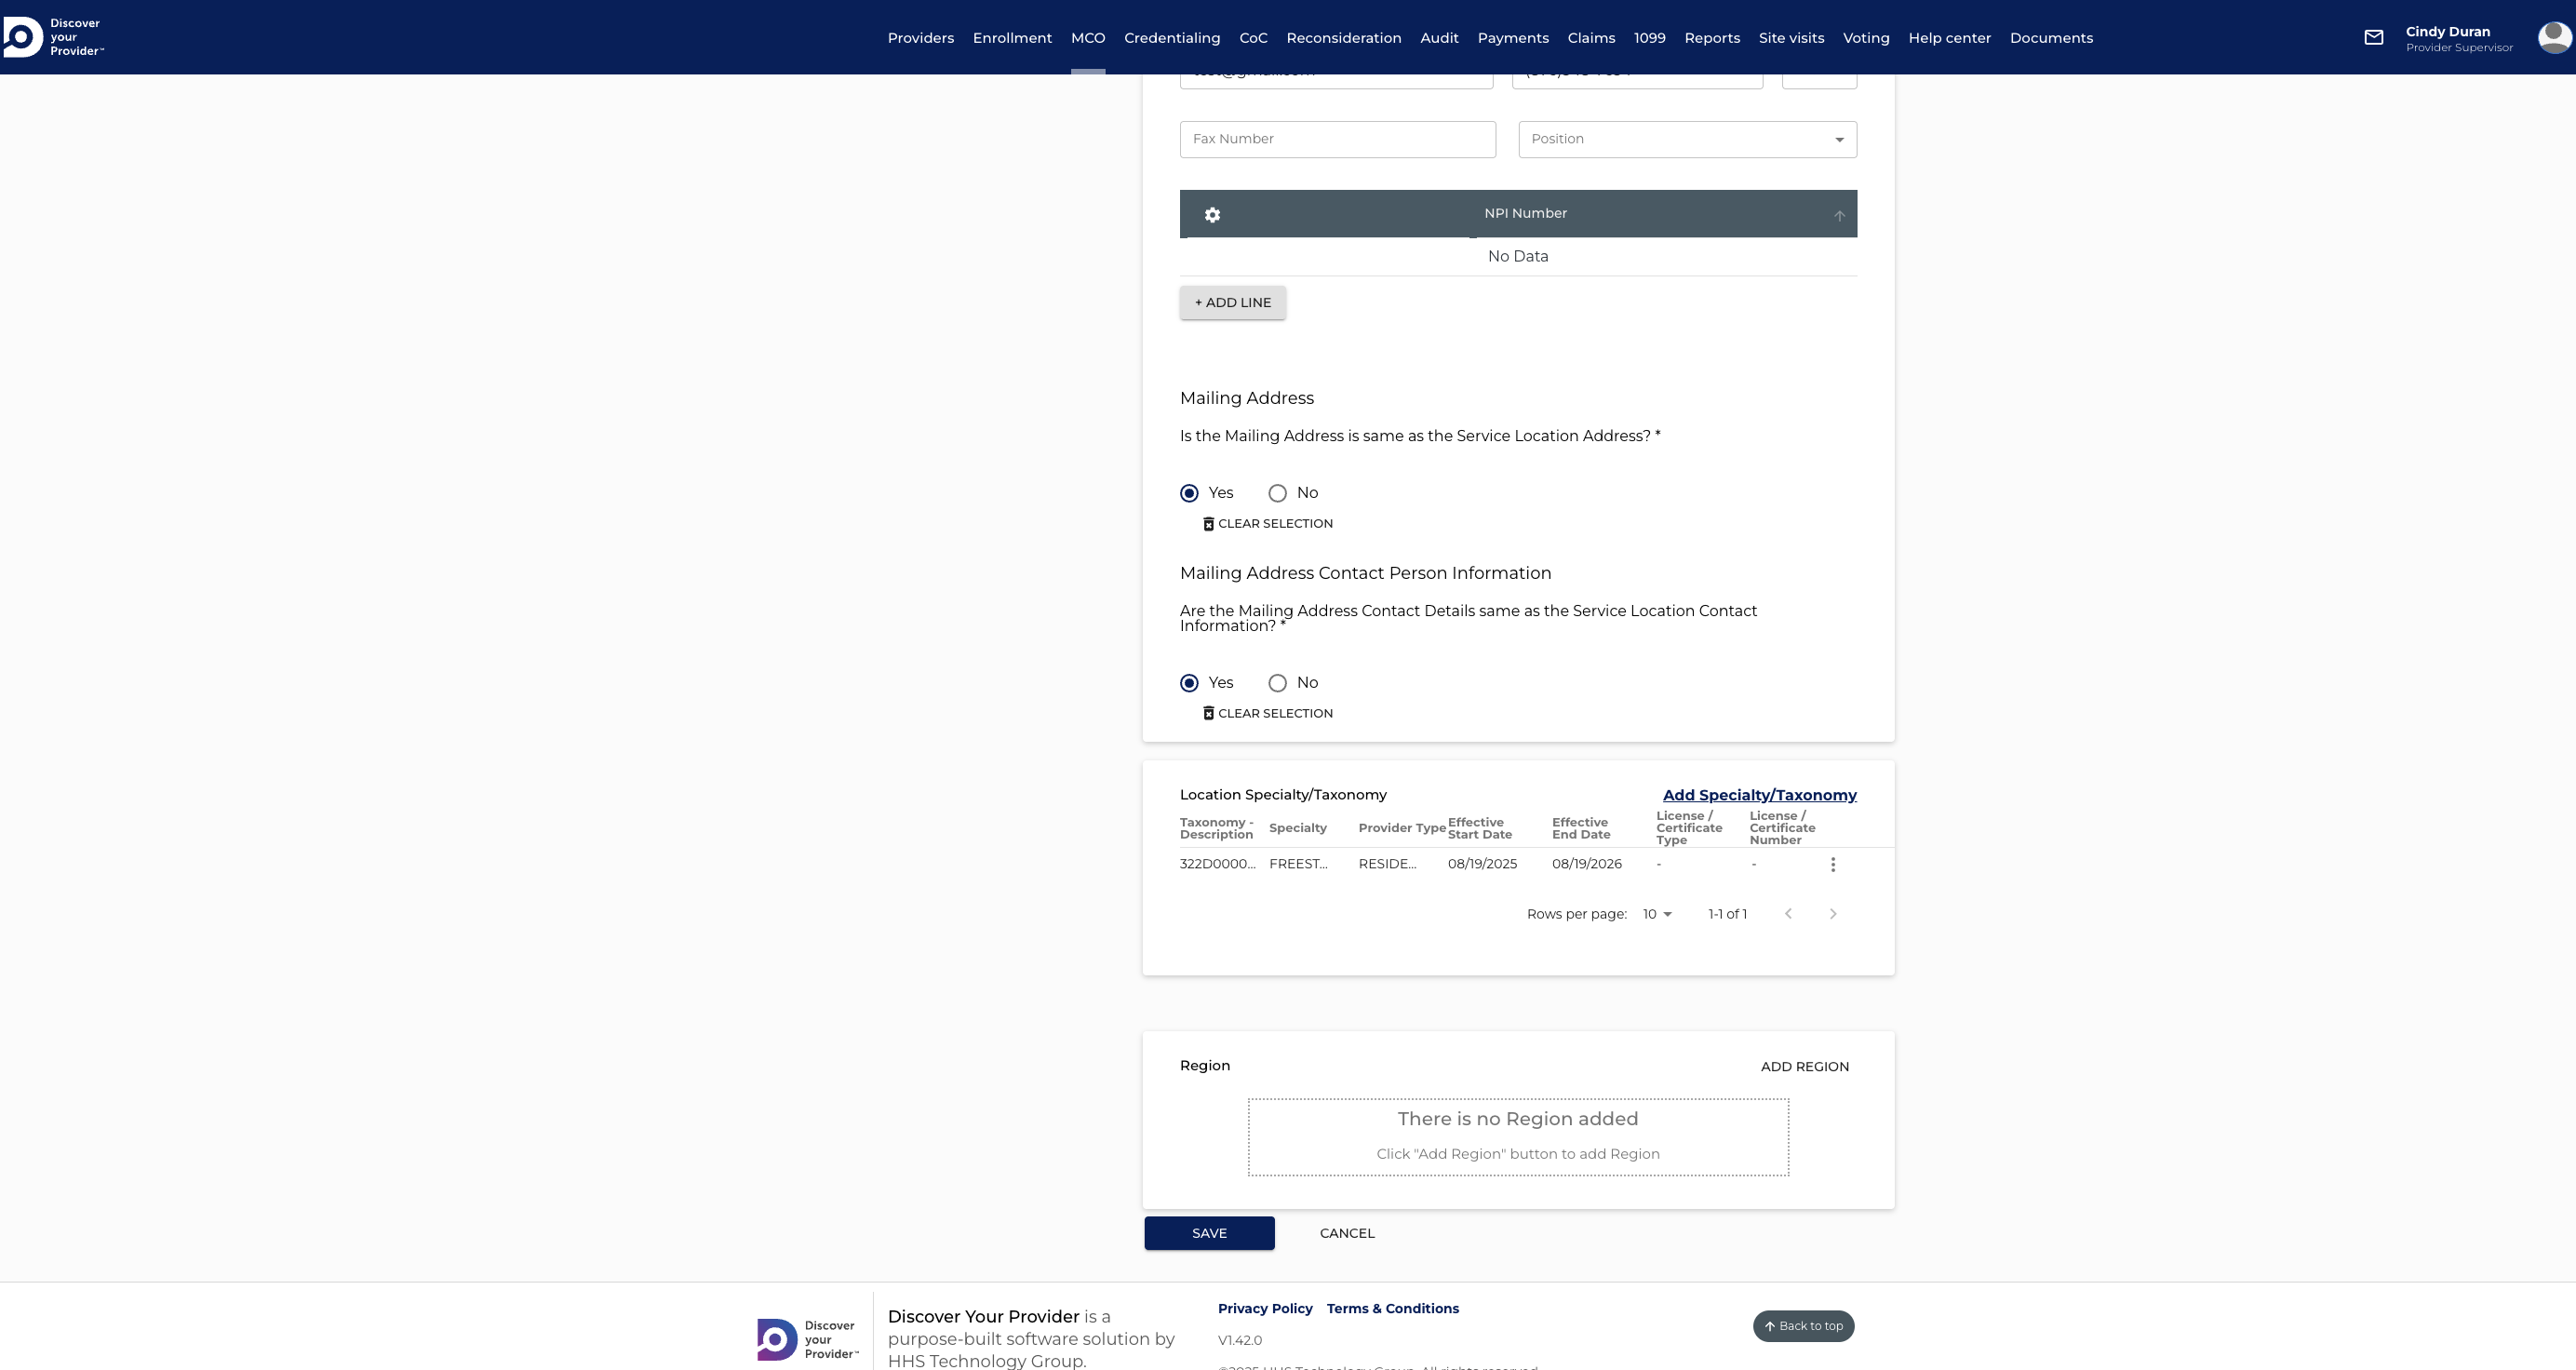 Discover
your
Provider™
Providers Enrollment MCO Credentialing CoC Reconsideration Audit Payments Claims 1099 Reports Site visits Voting Help center Documents
Cindy Duran
Provider Supervisor
Fax Number
Position
NPI Number
No Data
+ ADD LINE
Mailing Address
Is the Mailing Address is same as the Service Location Address? *
Yes No
CLEAR SELECTION
Mailing Address Contact Person Information
Are the Mailing Address Contact Details same as the Service Location Contact
Information? *
Yes No
CLEAR SELECTION
Location Specialty/Taxonomy Add Specialty/Taxonomy
Taxonomy - Description Specialty Provider Type Effective Start Date Effective End Date License / Certificate Type License / Certificate Number
322D0000... FREEST... RESIDE... 08/19/2025 08/19/2026 - -
Rows per page: 10 1-1 of 1
Region ADD REGION
There is no Region added
Click "Add Region" button to add Region
SAVE CANCEL
Discover
your
Provider™
Discover Your Provider is a
purpose-built software solution by
HHS Technology Group.
Privacy Policy Terms & Conditions
V1.42.0
Back to top